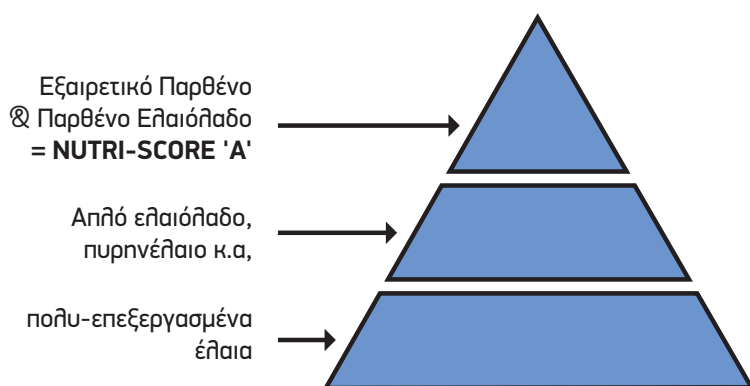 Εξαιρετικό Παρθένο
& Παρθένο Ελαιόλαδο
= NUTRI-SCORE 'A'
Απλό ελαιόλαδο,
πυρηνέλαιο κ.α,
πολυ-επεξεργασμένα
έλαια